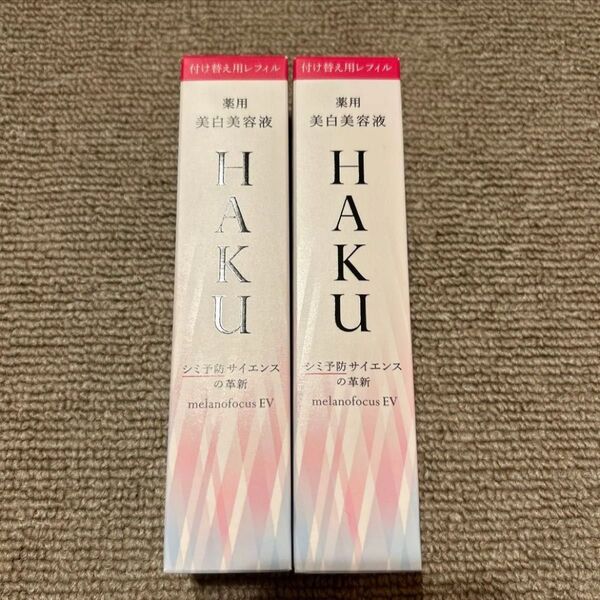 付け替え用レフィル
薬用
美白美容液
HAKU
シミ予防サイエンス
の革新
melanofocus EV
付け替え用レフィル
薬用
美白美容液
HAKU
シミ予防サイエンス
の革新
melanofocus EV